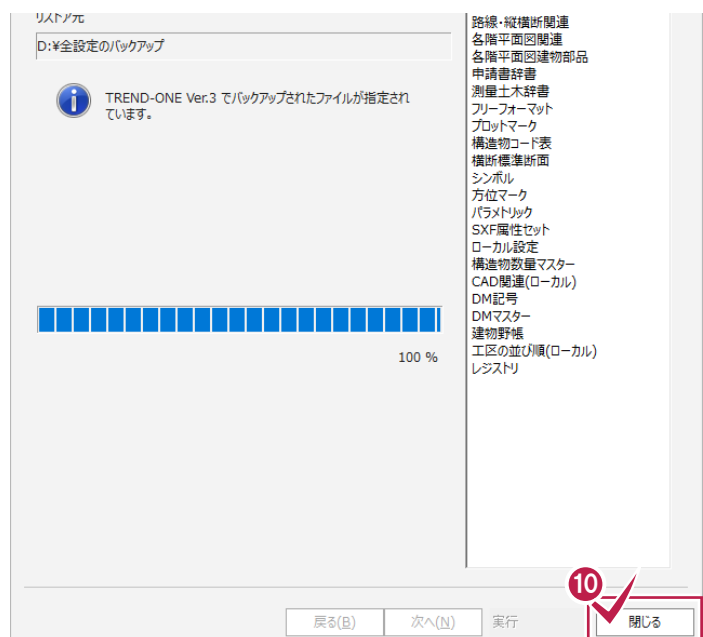 リストア元
D:¥全設定のバックアップ
TREND-ONE Ver.3 でバックアップされたファイルが指定され
ています。
100 %
路線・縦横断関連
各階平面図関連
各階平面図建物部品
申請書辞書
測量土木辞書
フリーフォーマット
プロットマーク
構造物コード表
横断標準断面
シンボル
方位マーク
パラメトリック
SXF属性セット
ローカル設定
構造物数量マスター
CAD関連(ローカル)
DM記号
DMマスター
建物野帳
工区の並び順(ローカル)
レジストリ
10
戻る(B)
次へ(N)
実行
閉じる